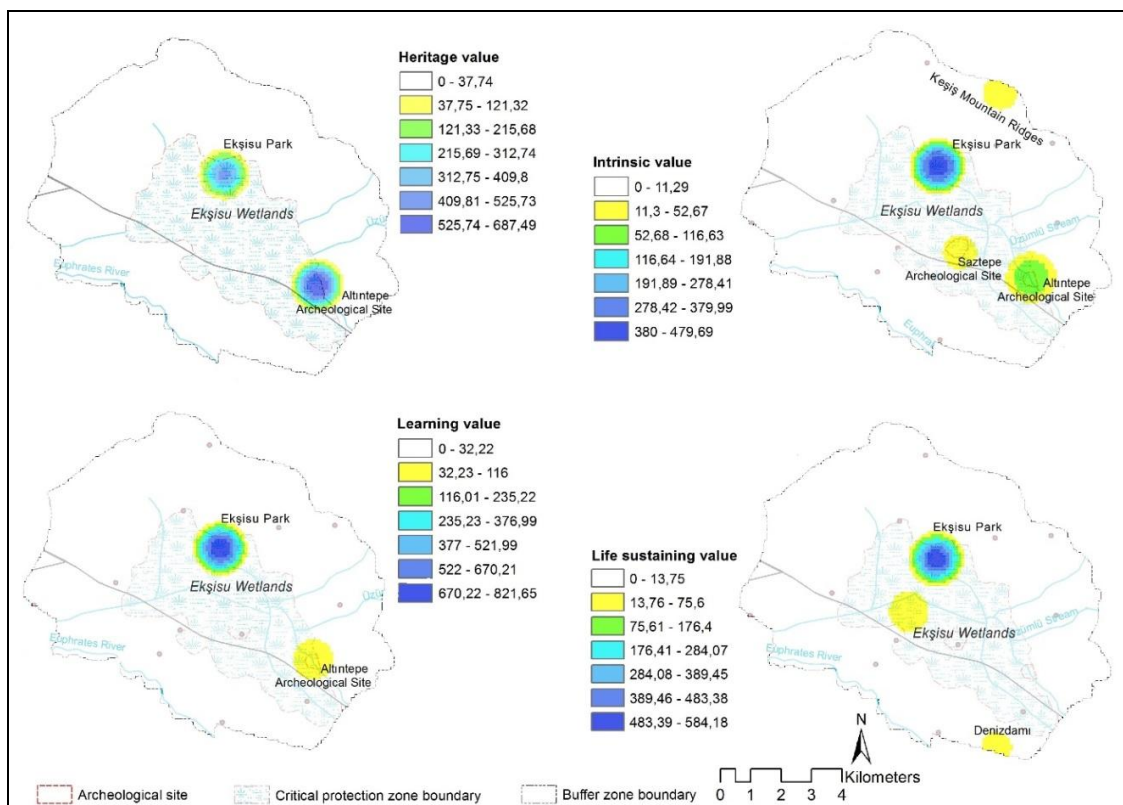 Heritage value
0 - 37,74
37,75 - 121,32
121,33 - 215,68
215,69 - 312,74
312,75 - 409,8
409,81 - 525,73
525,74 - 687,49
Ekşisu Park
Ekşisu Wetlands
Üzü
Euphrates River
Altıntepe
Archeological Site
Intrinsic value
0 - 11,29
11,3 - 52,67
52,68 - 116,63
116,64 - 191,88
191,89 - 278,41
278,42 - 379,99
380 - 479,69
Keşiş Mountain Ridges
Ekşisu Park
Ekşisu Wetlands
Üzümlü Stream
Saztepe
Archeological Site
Altıntepe
Archeological Site
Euphrat
Learning value
0 - 32,22
32,23 - 116
116,01 - 235,22
235,23 - 376,99
377 - 521,99
522 - 670,21
670,22 - 821,65
Ekşisu Park
Ekşisu Wetlands
Üzü
Euphrates River
Altıntepe
Archeological Site
Life sustaining value
0 - 13,75
13,76 - 75,6
75,61 - 176,4
176,41 - 284,07
284,08 - 389,45
389,46 - 483,38
483,39 - 584,18
Ekşisu Park
Ekşisu Wetlands
Üzümlü Stream
Euphrates River
Denizdamı
N
Kilometers
0 1 2 3 4
Archeological site
Critical protection zone boundary
Buffer zone boundary